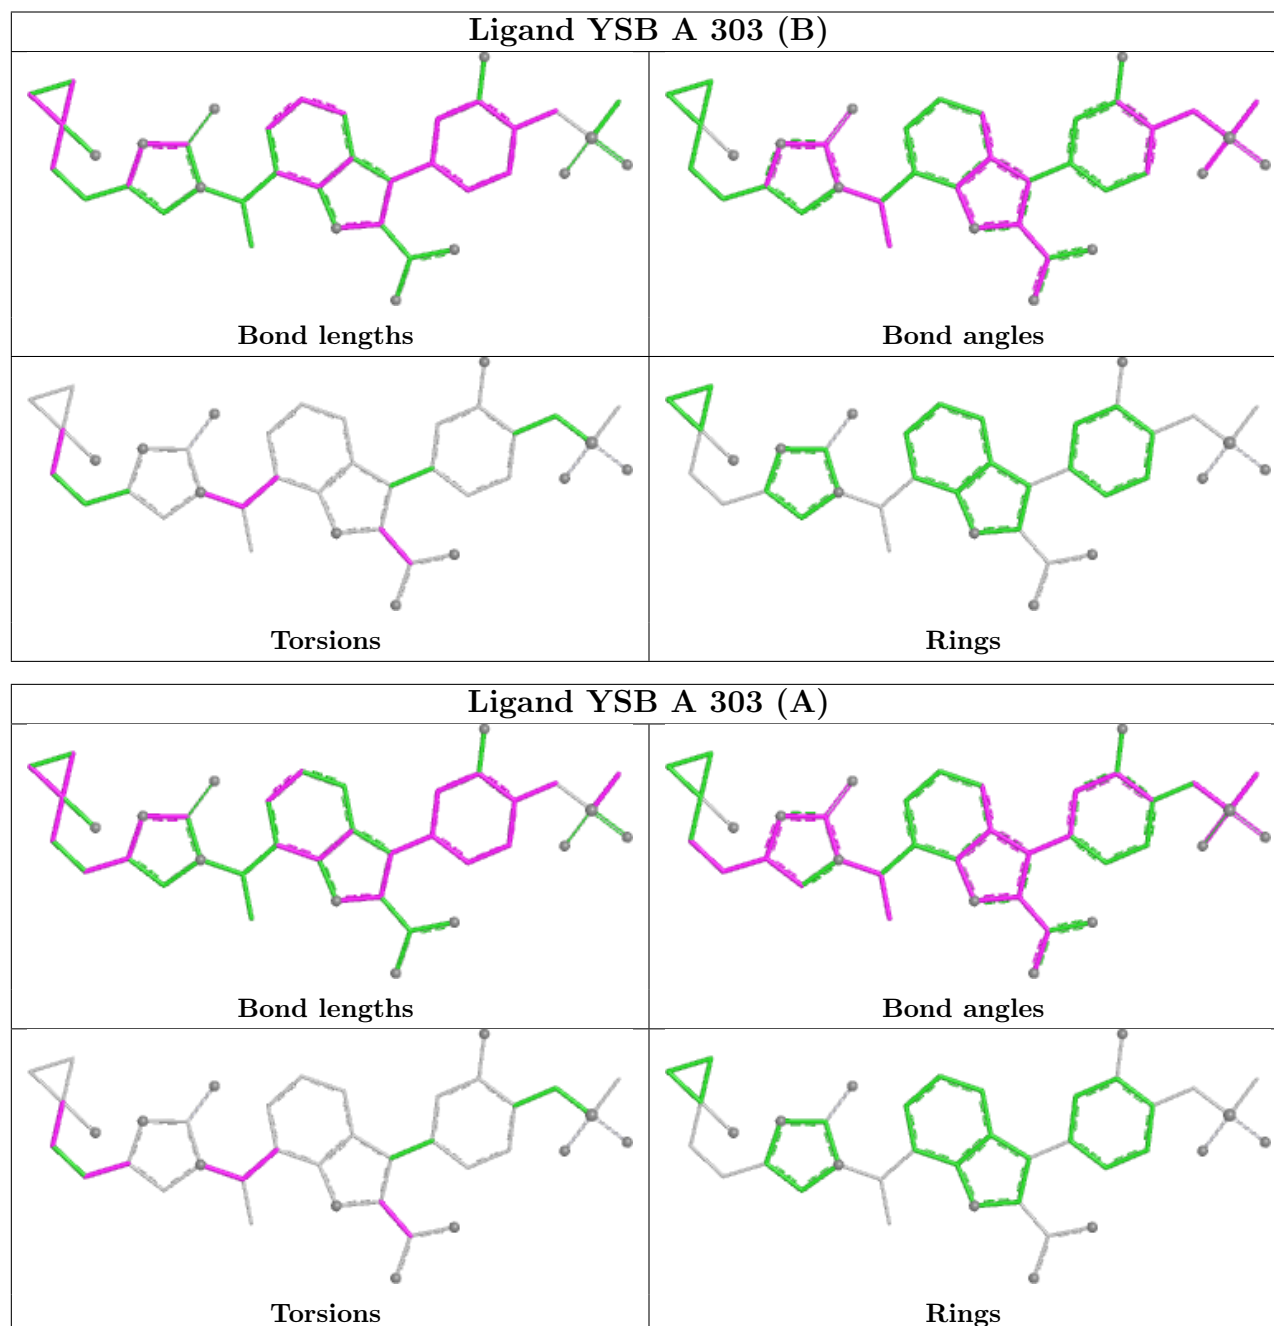 Ligand YSB A 303 (B)
Bond lengths
Bond angles
Torsions
Rings
Ligand YSB A 303 (A)
Bond lengths
Bond angles
Torsions
Rings